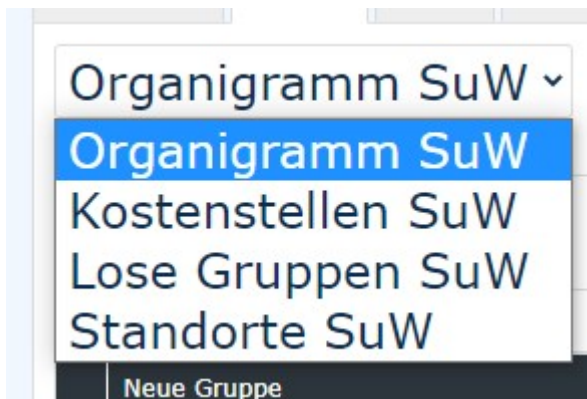 Organigramm SuW
Organigramm SuW
Kostenstellen SuW
Lose Gruppen SuW
Standorte SuW
Neue Gruppe